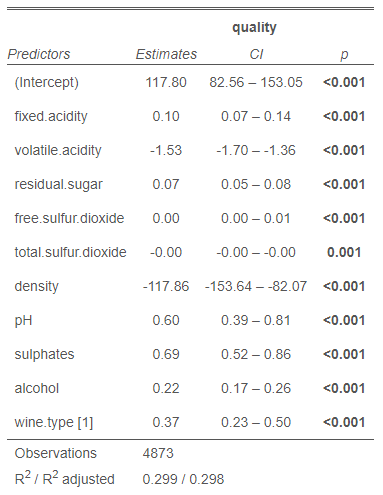 quality
Predictors Estimates CI p
(Intercept) 117.80 82.56 – 153.05 <0.001
fixed.acidity 0.10 0.07 – 0.14 <0.001
volatile.acidity -1.53 -1.70 – -1.36 <0.001
residual.sugar 0.07 0.05 – 0.08 <0.001
free.sulfur.dioxide 0.00 0.00 – 0.01 <0.001
total.sulfur.dioxide -0.00 -0.00 – -0.00 0.001
density -117.86 -153.64 – -82.07 <0.001
pH 0.60 0.39 – 0.81 <0.001
sulphates 0.69 0.52 – 0.86 <0.001
alcohol 0.22 0.17 – 0.26 <0.001
wine.type [1] 0.37 0.23 – 0.50 <0.001
Observations 4873
R² / R² adjusted 0.299 / 0.298